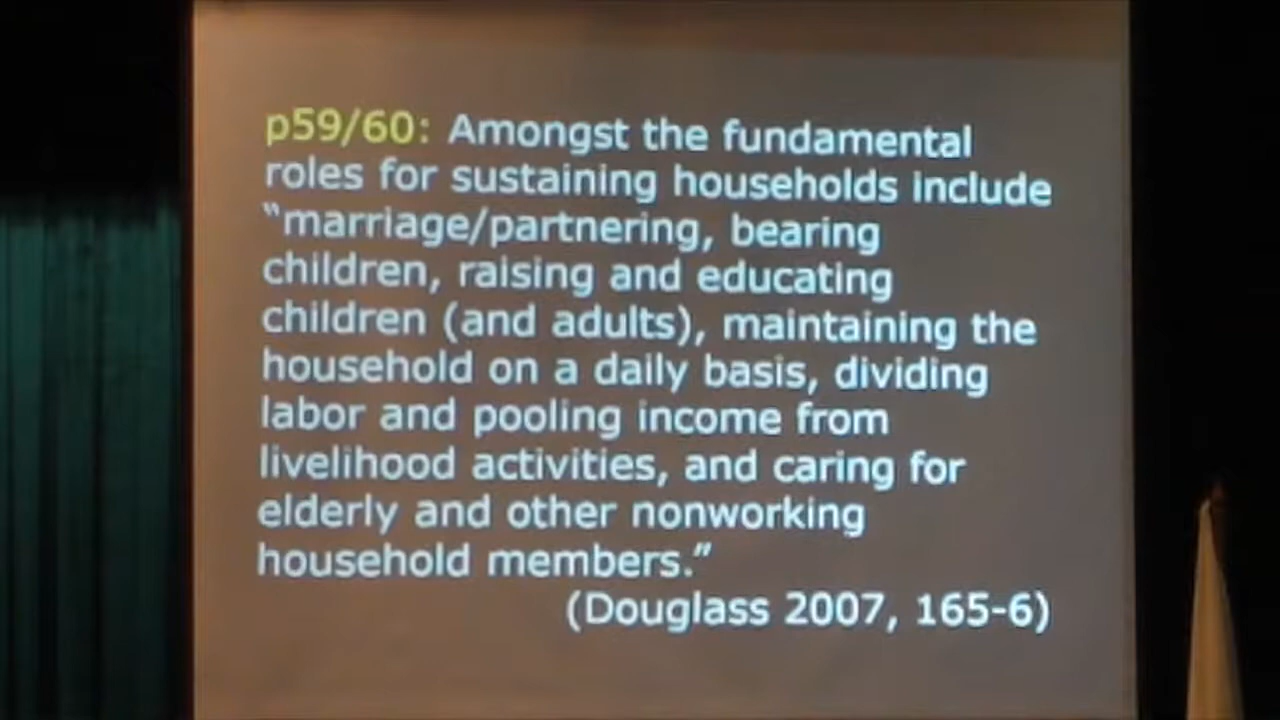 p59/60: Amongst the fundamental
roles for sustaining households include
"marriage/partnering, bearing
children, raising and educating
children (and adults), maintaining the
household on a daily basis, dividing
labor and pooling income from
livelihood activities, and caring for
elderly and other nonworking
household members."
(Douglass 2007, 165-6)